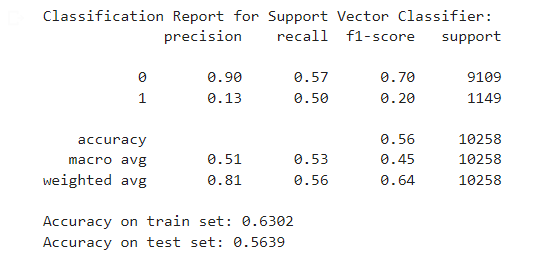 Classification Report for Support Vector Classifier:
precision recall f1-score support
0 0.90 0.57 0.70 9109
1 0.13 0.50 0.20 1149
accuracy 0.56 10258
macro avg 0.51 0.53 0.45 10258
weighted avg 0.81 0.56 0.64 10258
Accuracy on train set: 0.6302
Accuracy on test set: 0.5639